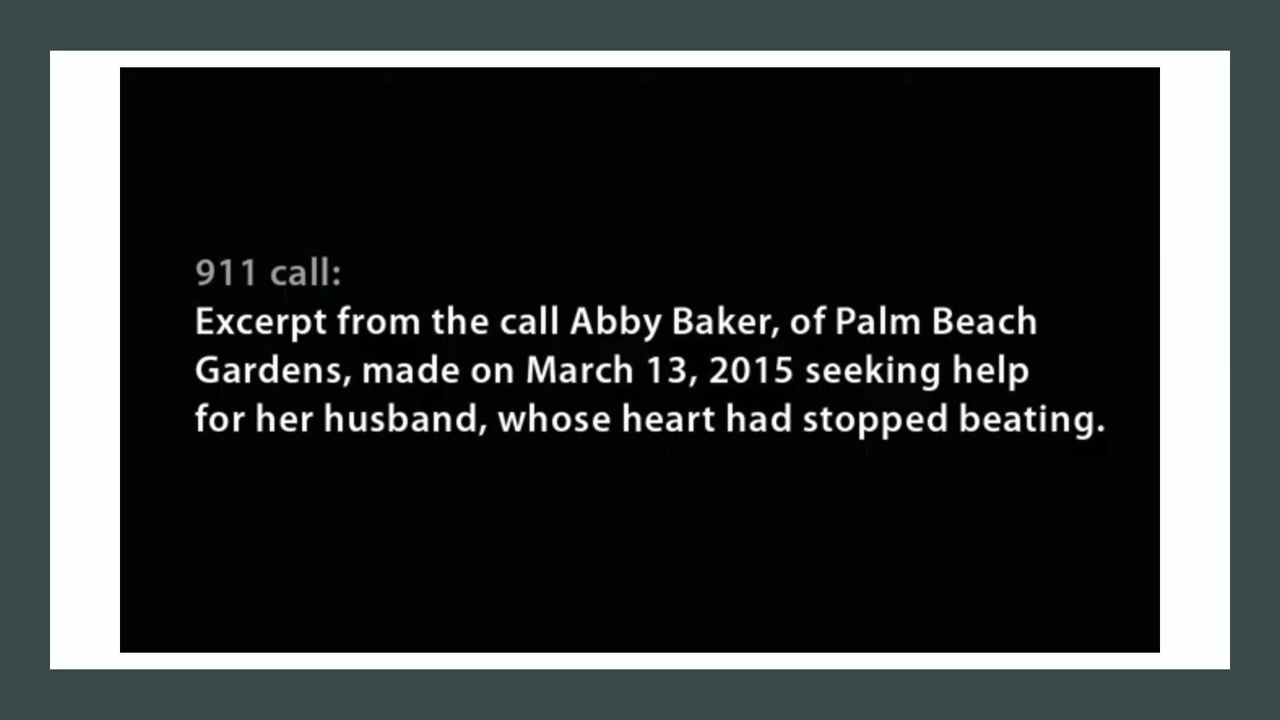 911 call:
Excerpt from the call Abby Baker, of Palm Beach
Gardens, made on March 13, 2015 seeking help
for her husband, whose heart had stopped beating.